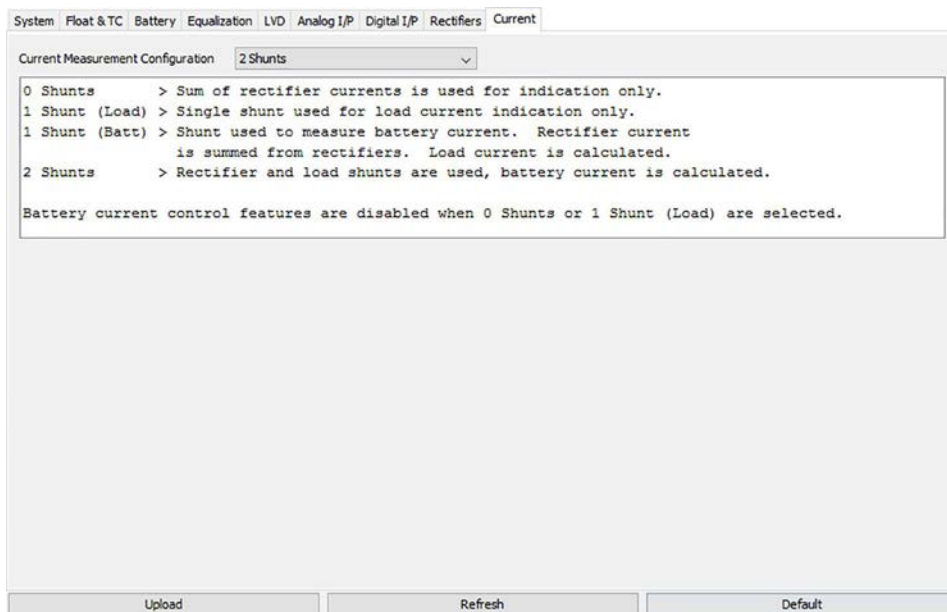 System Float & TC Battery Equalization LVD Analog I/P Digital I/P Rectifiers Current
Current Measurement Configuration 2 Shunts
0 Shunts > Sum of rectifier currents is used for indication only.
1 Shunt (Load) > Single shunt used for load current indication only.
1 Shunt (Batt) > Shunt used to measure battery current. Rectifier current
is summed from rectifiers. Load current is calculated.
2 Shunts > Rectifier and load shunts are used, battery current is calculated.
Battery current control features are disabled when 0 Shunts or 1 Shunt (Load) are selected.
Upload Refresh Default